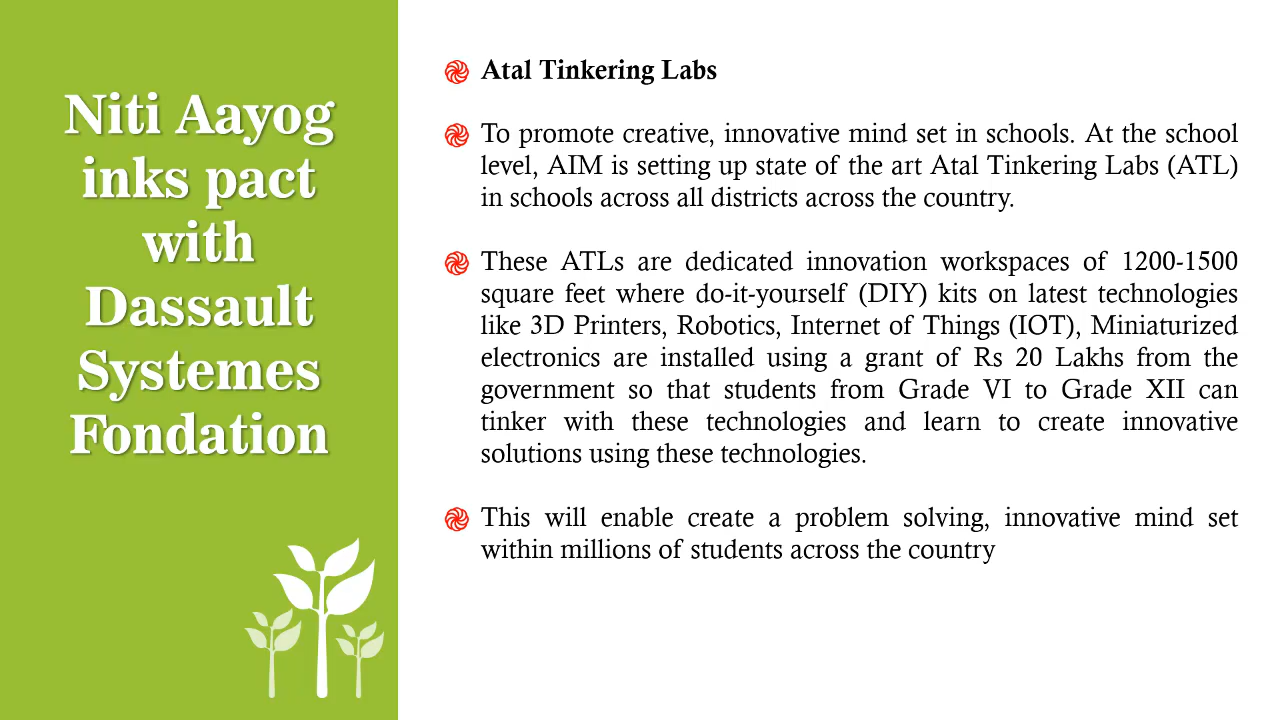 Niti Aayog
inks pact
with
Dassault
Systemes
Fondation
Atal Tinkering Labs
To promote creative, innovative mind set in schools. At the school
level, AIM is setting up state of the art Atal Tinkering Labs (ATL)
in schools across all districts across the country.
These ATLs are dedicated innovation workspaces of 1200-1500
square feet where do-it-yourself (DIY) kits on latest technologies
like 3D Printers, Robotics, Internet of Things (IOT), Miniaturized
electronics are installed using a grant of Rs 20 Lakhs from the
government so that students from Grade VI to Grade XII can
tinker with these technologies and learn to create innovative
solutions using these technologies.
This will enable create a problem solving, innovative mind set
within millions of students across the country